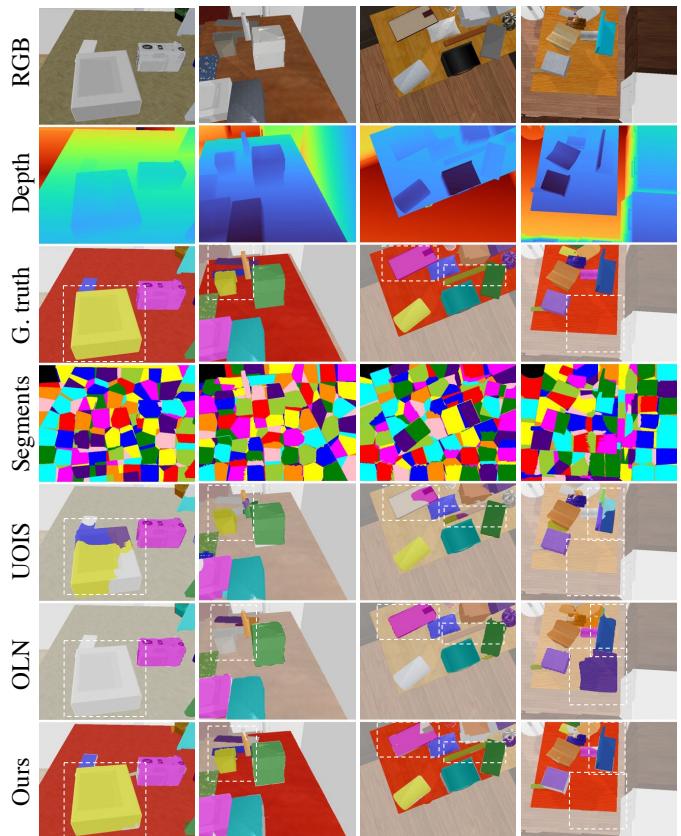 RGB
Depth
G. truth
Segments
UOIS
OLN
Ours